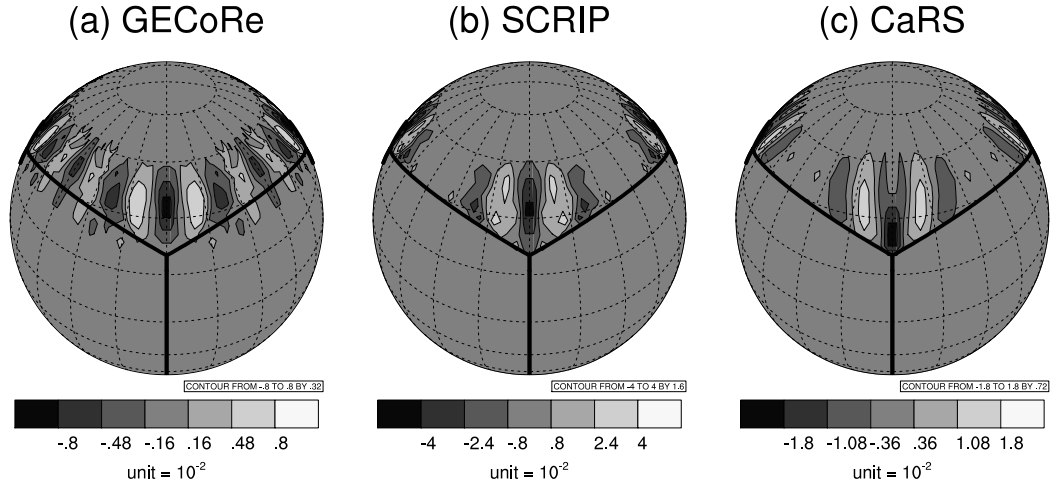 (a) GECoRe
(b) SCRIP
(c) CaRS
CONTOUR FROM -.8 TO .8 BY .32
CONTOUR FROM -4 TO 4 BY 1.6
CONTOUR FROM -1.8 TO 1.8 BY .72
-.8 -.48 -.16 .16 .48 .8
-4 -2.4 -.8 .8 2.4 4
-1.8 -1.08 -.36 .36 1.08 1.8
unit = 10⁻²
unit = 10⁻²
unit = 10⁻²